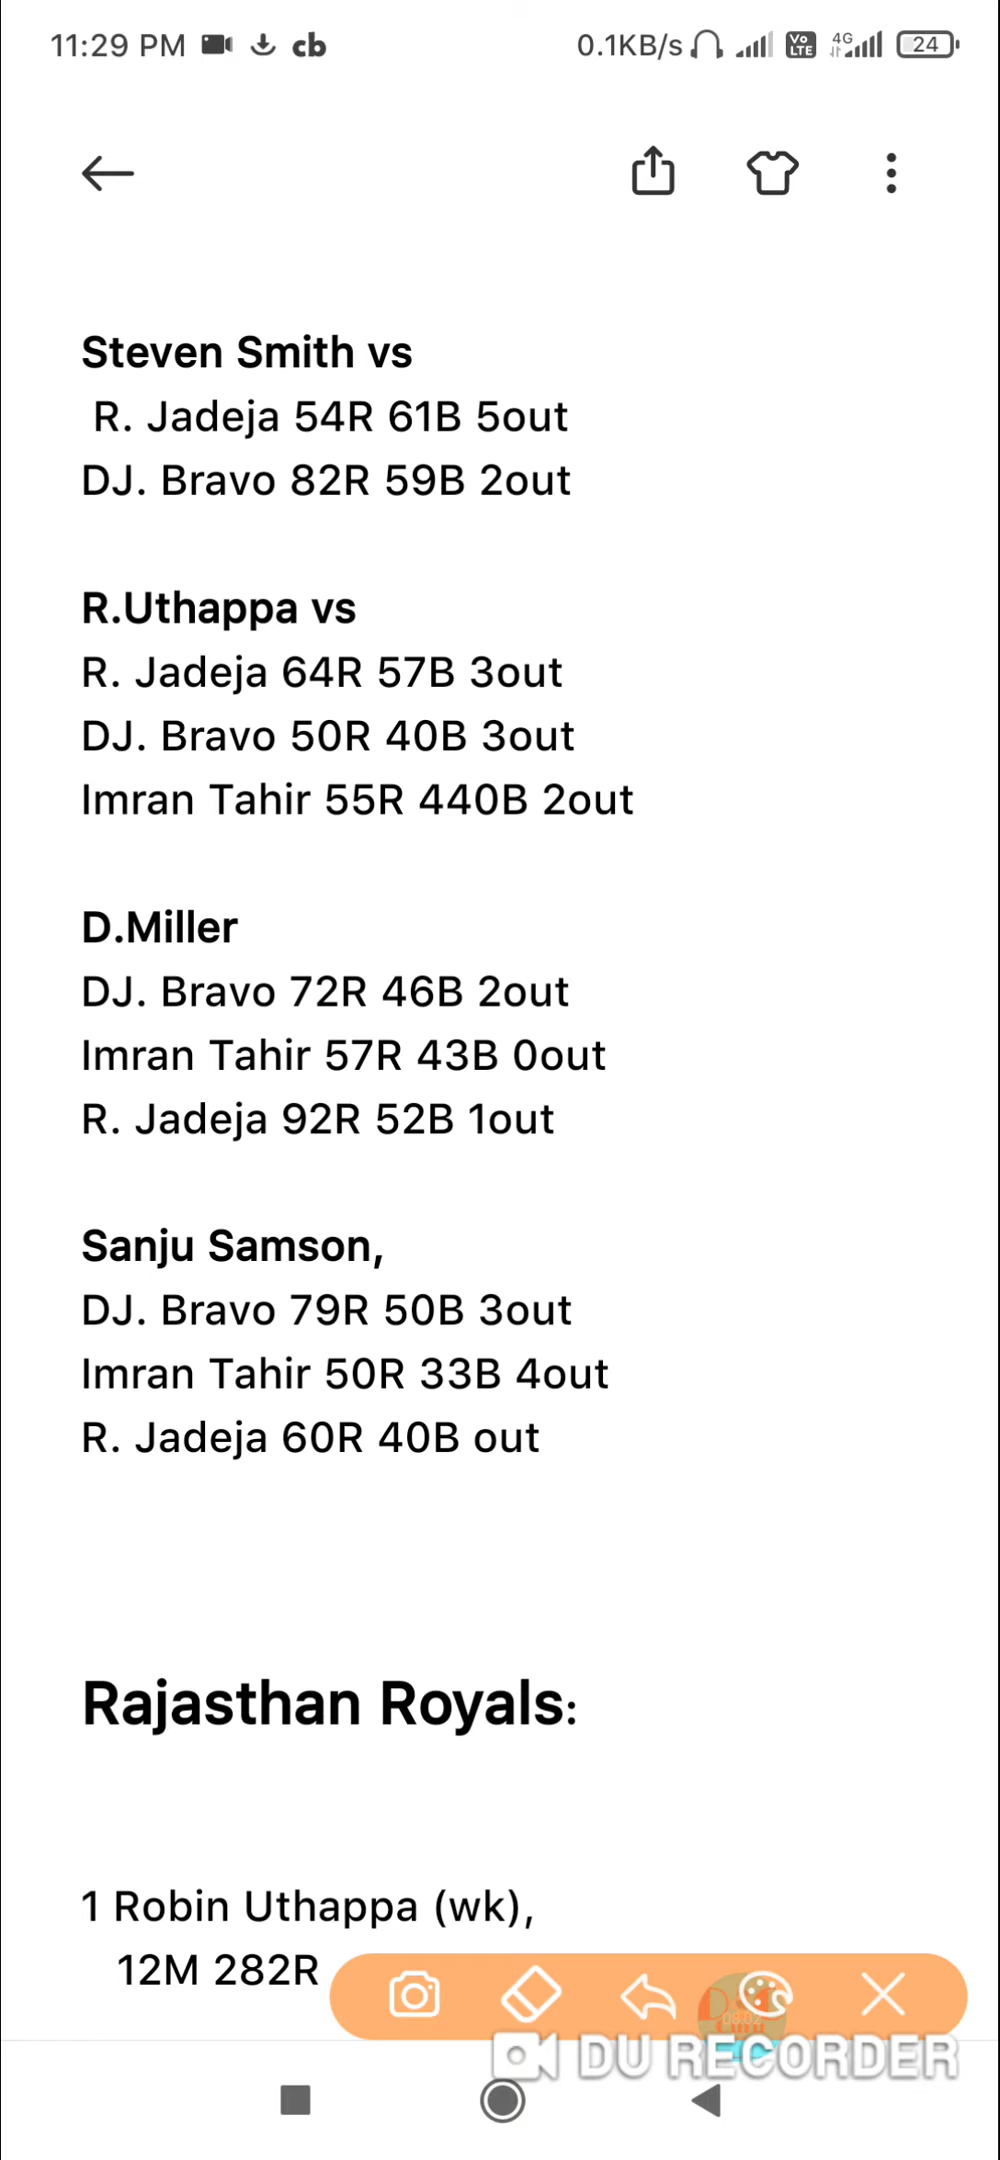 11:29 PM cb 0.1KB/s Vo LTE 4G 24
Steven Smith vs
R. Jadeja 54R 61B 5out
DJ. Bravo 82R 59B 2out
R.Uthappa vs
R. Jadeja 64R 57B 3out
DJ. Bravo 50R 40B 3out
Imran Tahir 55R 440B 2out
D.Miller
DJ. Bravo 72R 46B 2out
Imran Tahir 57R 43B 0out
R. Jadeja 92R 52B 1out
Sanju Samson,
DJ. Bravo 79R 50B 3out
Imran Tahir 50R 33B 4out
R. Jadeja 60R 40B out
Rajasthan Royals:
1 Robin Uthappa (wk),
12M 282R
DU RECORDER